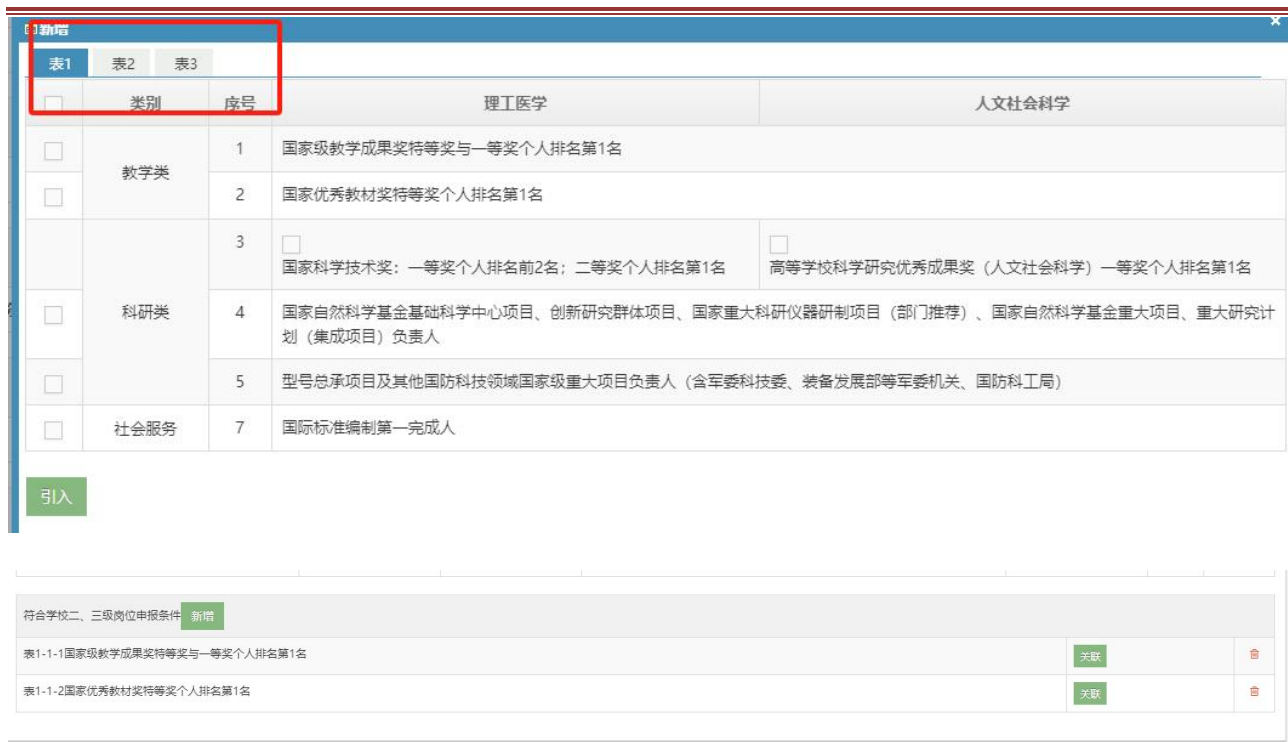 新增
×
表1 表2 表3
类别 序号 理工医学 人文社会科学
教学类
1 国家级教学成果奖特等奖与一等奖个人排名第1名
2 国家优秀教材奖特等奖个人排名第1名
科研类
3
国家科学技术奖：一等奖个人排名前2名；二等奖个人排名第1名
高等学校科学研究优秀成果奖（人文社会科学）一等奖个人排名第1名
4 国家自然科学基金基础科学中心项目、创新研究群体项目、国家重大科研仪器研制项目（部门推荐）、国家自然科学基金重大项目、重大研究计
划（集成项目）负责人
5 型号总承项目及其他国防科技领域国家级重大项目负责人（含军委科技委、装备发展部等军委机关、国防科工局）
社会服务 7 国际标准编制第一完成人
引入
符合学校二、三级岗位申报条件 新增
表1-1-1国家级教学成果奖特等奖与一等奖个人排名第1名 关联
表1-1-2国家优秀教材奖特等奖个人排名第1名 关联